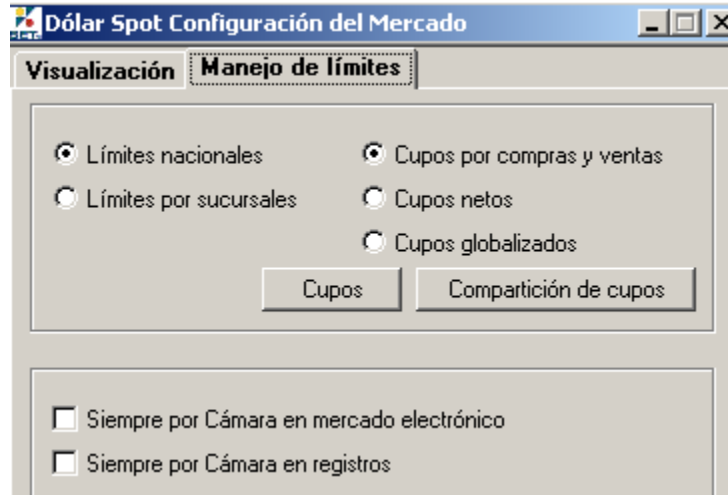 Dólar Spot Configuración del Mercado
Visualización Manejo de límites
Límites nacionales Cupos por compras y ventas
Límites por sucursales Cupos netos
Cupos globalizados
Cupos Compartición de cupos
Siempre por Cámara en mercado electrónico
Siempre por Cámara en registros